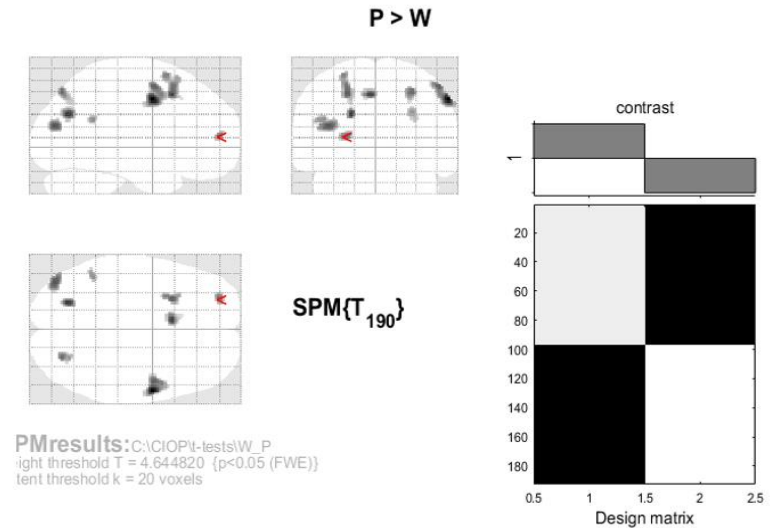 P > W
contrast
1
SPM{T190}
20
40
60
80
100
120
140
160
180
0.5 1 1.5 2 2.5
Design matrix
PMresults: C:\CIOP\t-tests\W_P
ight threshold T = 4.644820 {p<0.05 (FWE)}
tent threshold k = 20 voxels